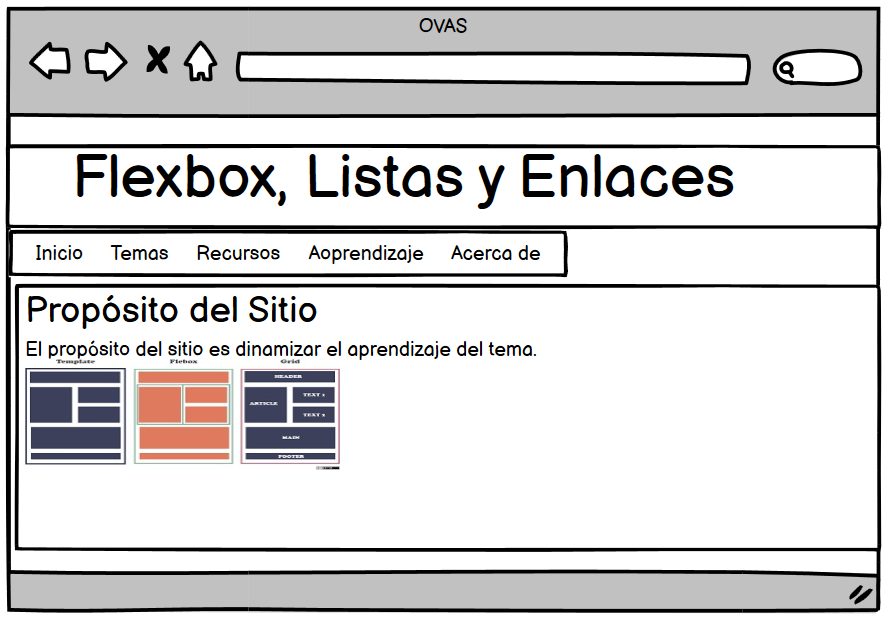 OVAS
Flexbox, Listas y Enlaces
Inicio Temas Recursos Aoprendizaje Acerca de
Propósito del Sitio
El propósito del sitio es dinamizar el aprendizaje del tema.
Template Flebox Grid
HEADER
ARTICLE TEXT 1
TEXT 2
MAIN
FOOTER